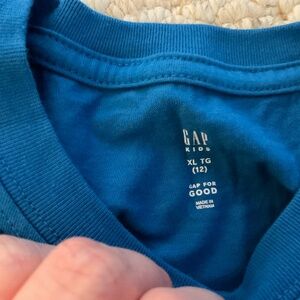 GAP
KIDS
XL TG
(12)
GAP FOR
GOOD
MADE IN
VIETNAM